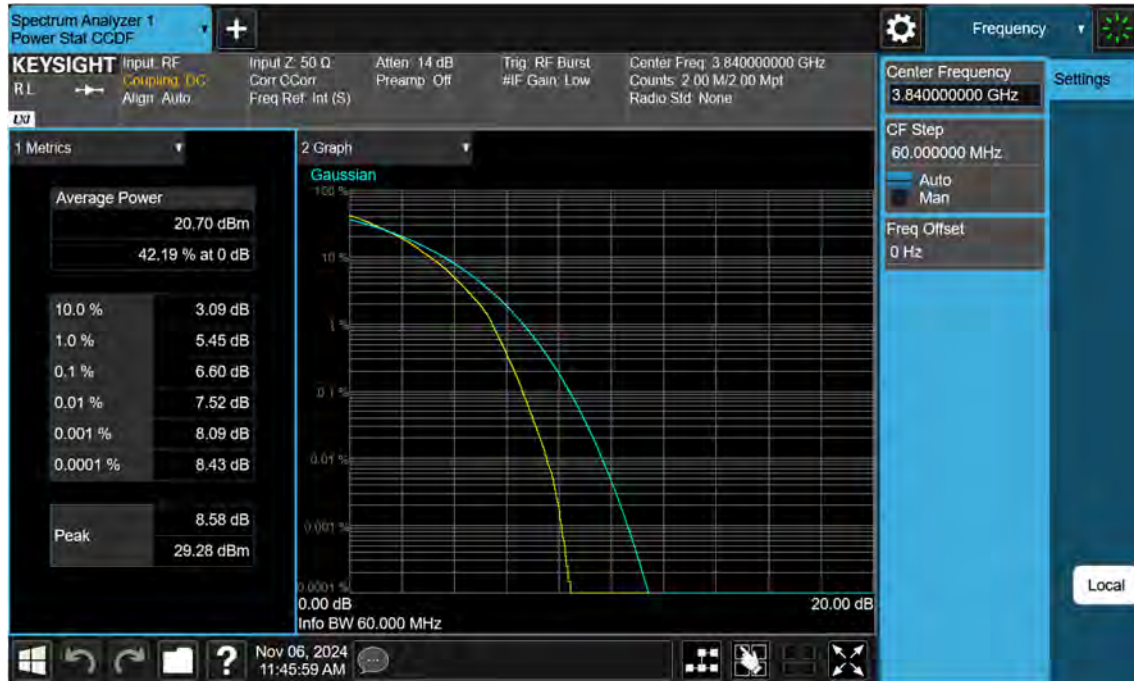 Spectrum Analyzer 1
Power Stat CCDF
+
Frequency
KEYSIGHT
RL
LXI
Input: RF
Coupling: DC
Align: Auto
Input Z: 50 Ω
Corr CCorr
Freq Ref: Int (S)
Atten: 14 dB
Preamp: Off
Trig: RF Burst
#IF Gain: Low
Center Freq: 3.840000000 GHz
Counts: 2.00 M/2.00 Mpt
Radio Std: None
Center Frequency
3.840000000 GHz
Settings
CF Step
60.000000 MHz
Auto
Man
Freq Offset
0 Hz
1 Metrics
Average Power
20.70 dBm
42.19 % at 0 dB
10.0 % 3.09 dB
1.0 % 5.45 dB
0.1 % 6.60 dB
0.01 % 7.52 dB
0.001 % 8.09 dB
0.0001 % 8.43 dB
Peak
8.58 dB
29.28 dBm
2 Graph
Gaussian
100 %
10 %
1 %
0.1 %
0.01 %
0.001 %
0.0001 %
0.00 dB 20.00 dB
Info BW 60.000 MHz
Local
?
Nov 06, 2024
11:45:59 AM